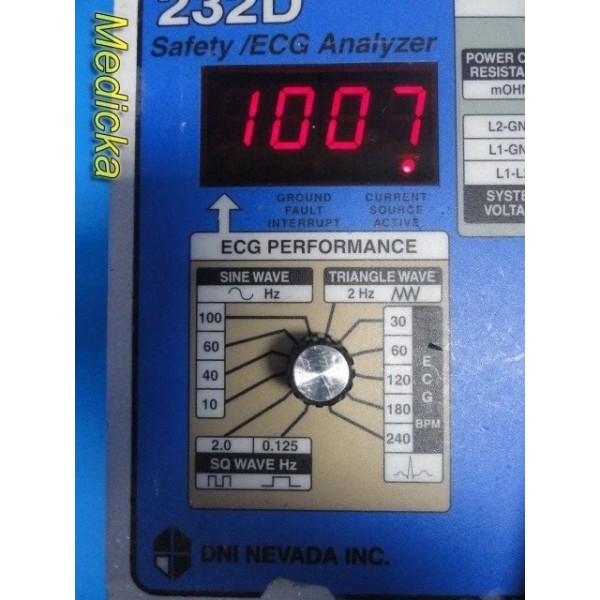 232D
Safety /ECG Analyzer
Medicka
1007
GROUND FAULT INTERRUPT
CURRENT SOURCE ACTIVE
POWER C
RESISTA
mOHM
L2-GN
L1-GN
L1-L2
SYSTE
VOLTA
ECG PERFORMANCE
SINE WAVE
Hz
TRIANGLE WAVE
2 Hz
100
60
40
10
30
60
120
180
240
ECG
BPM
2.0
0.125
SQ WAVE Hz
DNI NEVADA INC.